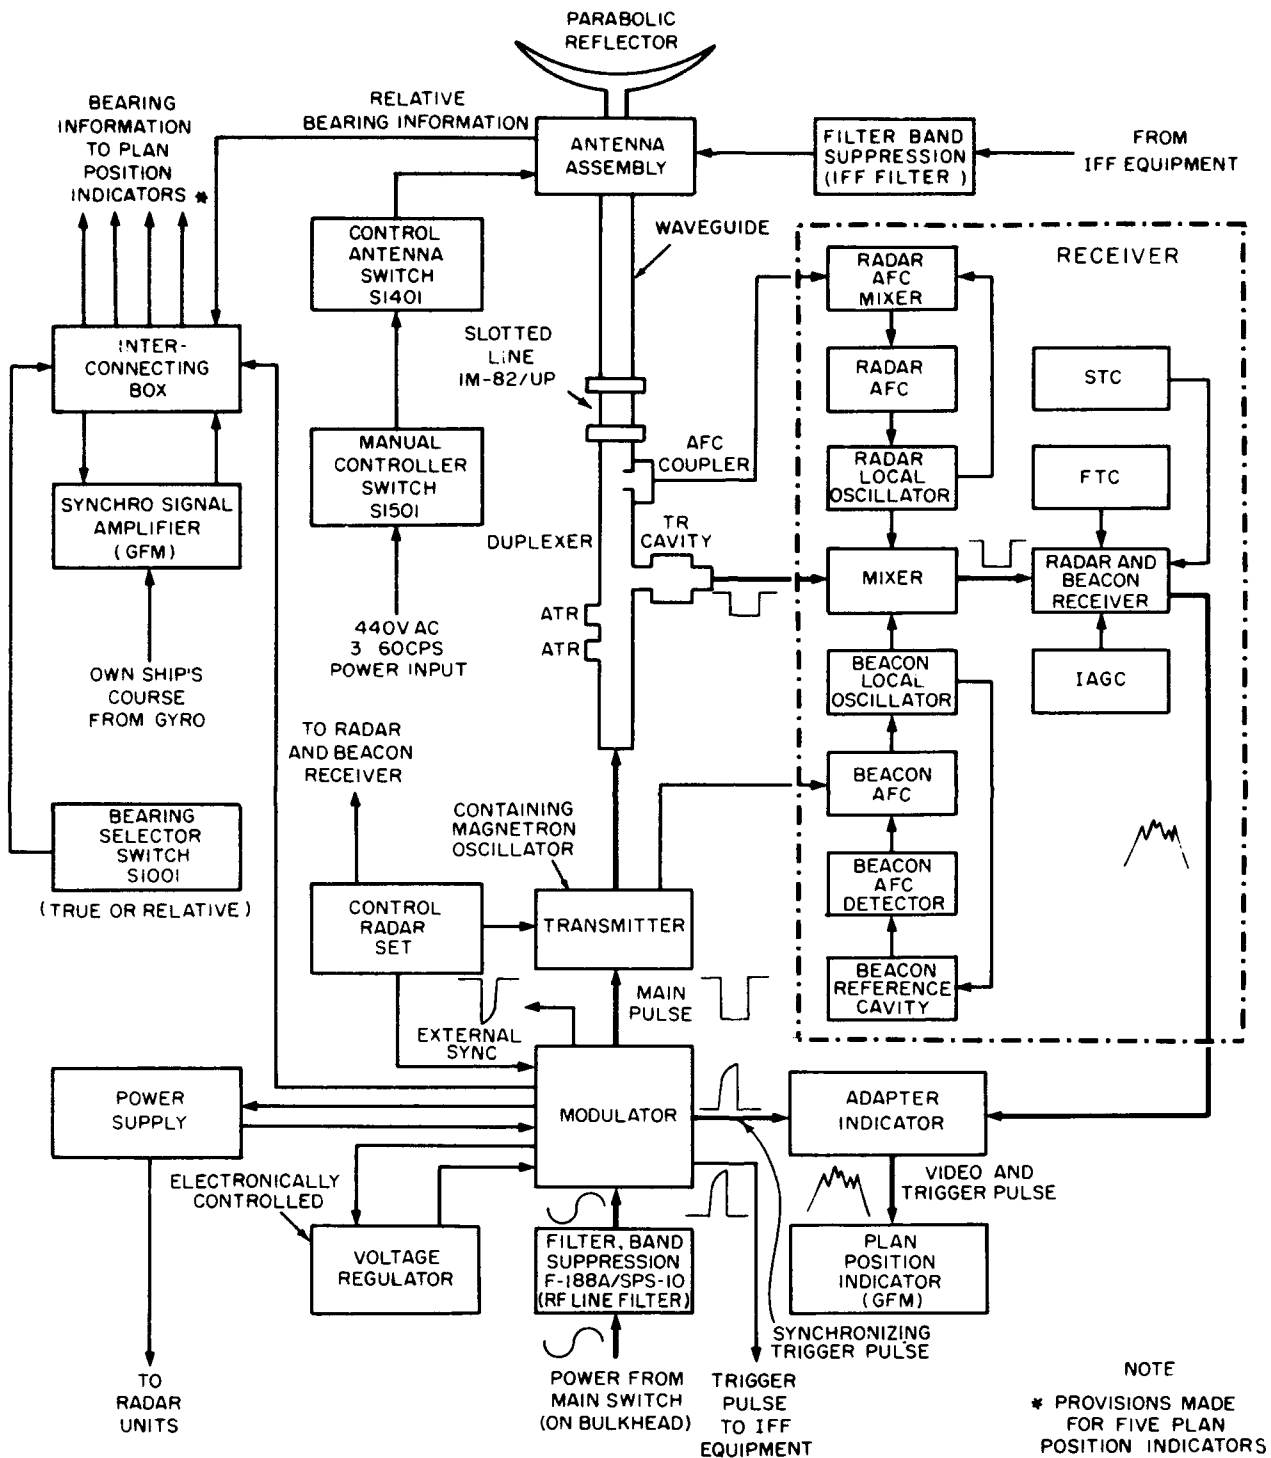 PARABOLIC
REFLECTOR
BEARING
INFORMATION
TO PLAN
POSITION
INDICATORS *
RELATIVE
BEARING INFORMATION
ANTENNA
ASSEMBLY
FILTER BAND
SUPPRESSION
(IFF FILTER)
FROM
IFF EQUIPMENT
CONTROL
ANTENNA
SWITCH
S1401
WAVEGUIDE
RECEIVER
RADAR
AFC
MIXER
INTER-
CONNECTING
BOX
SLOTTED
LINE
IM-82/UP
RADAR
AFC
STC
MANUAL
CONTROLLER
SWITCH
S1501
AFC
COUPLER
RADAR
LOCAL
OSCILLATOR
FTC
SYNCHRO SIGNAL
AMPLIFIER
(GFM)
DUPLEXER
TR
CAVITY
MIXER
RADAR AND
BEACON
RECEIVER
ATR
ATR
440V AC
3 60CPS
POWER INPUT
BEACON
LOCAL
OSCILLATOR
IAGC
OWN SHIP'S
COURSE
FROM GYRO
TO RADAR
AND BEACON
RECEIVER
BEACON
AFC
BEARING
SELECTOR
SWITCH
S1001
(TRUE OR RELATIVE)
CONTAINING
MAGNETRON
OSCILLATOR
BEACON
AFC
DETECTOR
CONTROL
RADAR
SET
TRANSMITTER
BEACON
REFERENCE
CAVITY
MAIN
PULSE
EXTERNAL
SYNC
POWER
SUPPLY
MODULATOR
ADAPTER
INDICATOR
ELECTRONICALLY
CONTROLLED
VIDEO AND
TRIGGER PULSE
VOLTAGE
REGULATOR
FILTER, BAND
SUPPRESSION
F-188A/SPS-10
(RF LINE FILTER)
PLAN
POSITION
INDICATOR
(GFM)
SYNCHRONIZING
TRIGGER PULSE
TO
RADAR
UNITS
POWER FROM
MAIN SWITCH
(ON BULKHEAD)
TRIGGER
PULSE
TO IFF
EQUIPMENT
NOTE
* PROVISIONS MADE
FOR FIVE PLAN
POSITION INDICATORS